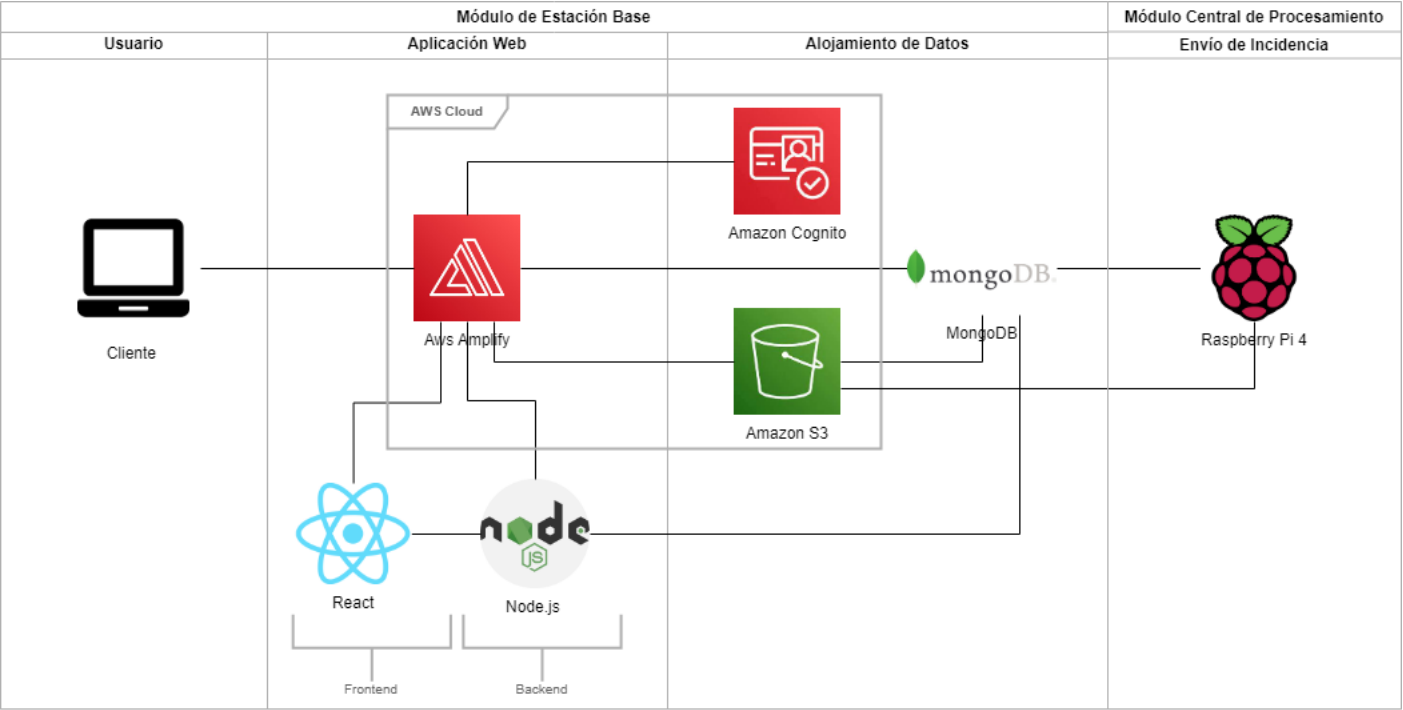 Módulo de Estación Base
Módulo Central de Procesamiento
Usuario
Aplicación Web
Alojamiento de Datos
Envío de Incidencia
AWS Cloud
Amazon Cognito
mongoDB.
Aws Amplify
MongoDB
Raspberry Pi 4
Cliente
Amazon S3
node
JS
React
Node.js
Frontend
Backend